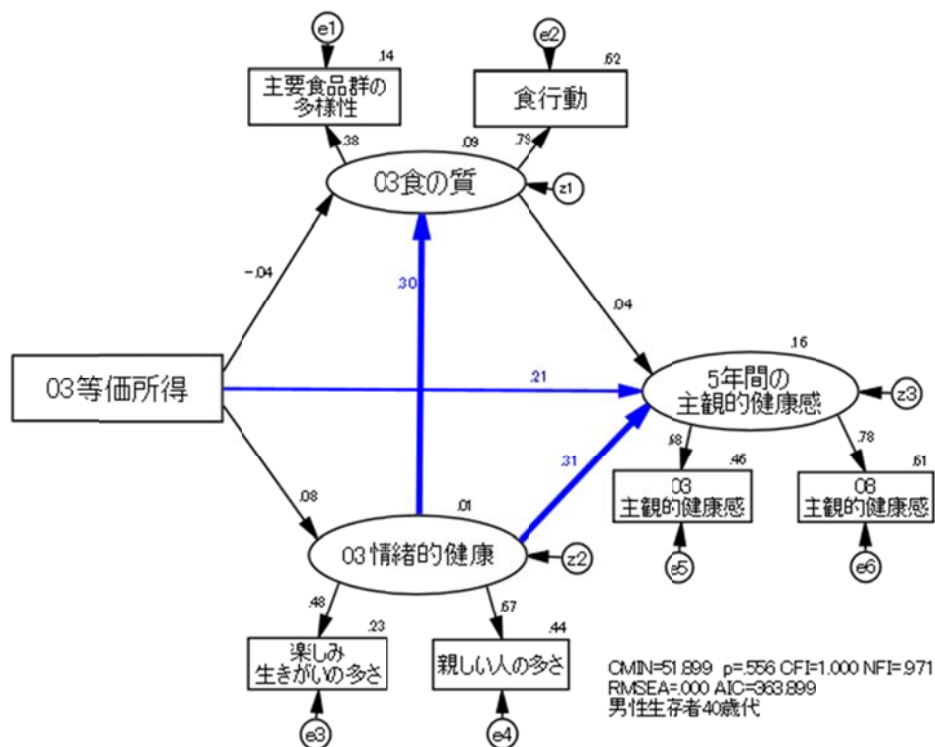 e1
e2
.14
.62
主要食品群の
多様性
食行動
.38
.09
.79
03食の質
z1
-.04
.30
.04
.16
03等価所得
.21
5年間の
主観的健康感
z3
.68
.46
.78
.61
.31
03
主観的健康感
08
主観的健康感
.08
.01
e5
e6
03情緒的健康
z2
.48
.23
.67
.44
楽しみ
生きがいの多さ
親しい人の多さ
e3
e4
CMIN=51.899 p=.556 CFI=1.000 NFI=.971
RMSEA=.000 AIC=363.899
男性生存者40歳代